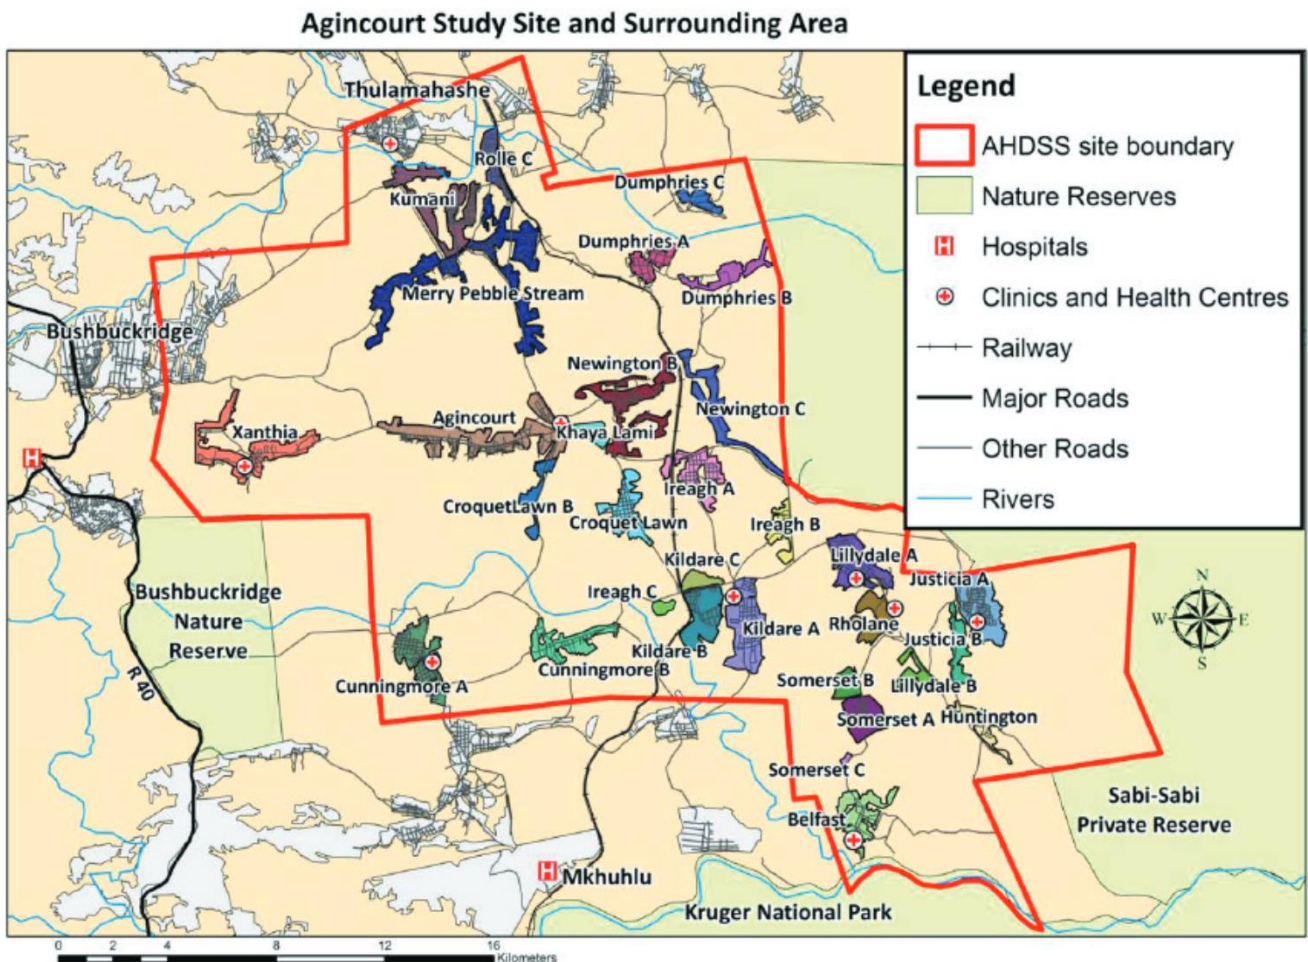 Agincourt Study Site and Surrounding Area
Legend
AHDSS site boundary
Nature Reserves
H Hospitals
Clinics and Health Centres
Railway
Major Roads
Other Roads
Rivers
Thulamahashe
Rolle C
Kumani
Dumphries C
Dumphries A
Dumphries B
Merry Pebble Stream
Bushbuckridge
Newington B
Newington C
Agincourt
Khaya Lami
Xanthia
H
Ireagh A
CroquetLawn B
Croquet Lawn
Ireagh B
Kildare C
Lillydale A
Justicia A
Bushbuckridge
Nature
Reserve
Ireagh C
Kildare A
Rholane
Justicia B
Kildare B
Cunningmore B
Cunningmore A
Somerset B
Lillydale B
R 40
Somerset A
Huntington
Somerset C
Belfast
Sabi-Sabi
Private Reserve
H
Mkhuhlu
Kruger National Park
N
W
E
S
0 2 4 8 12 16
Kilometers